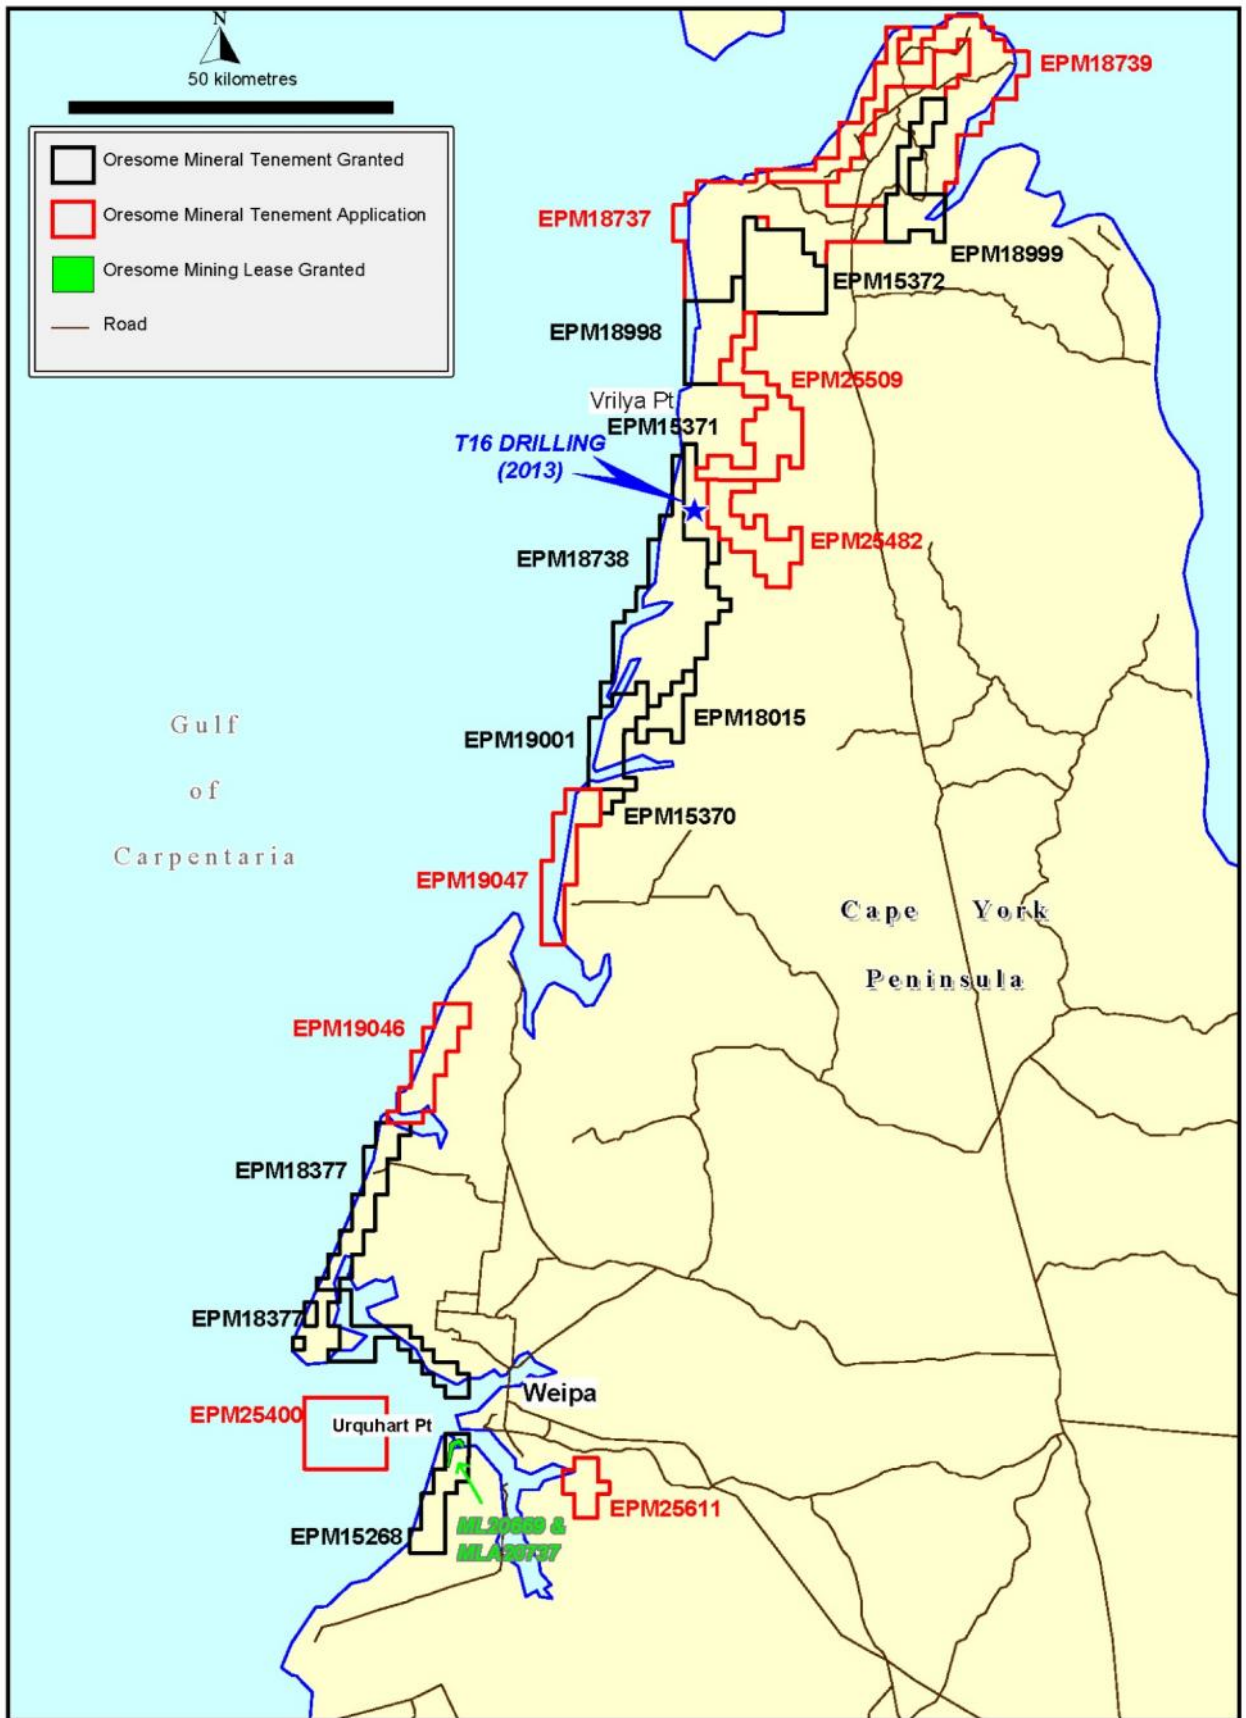 N
50 kilometres
Oresome Mineral Tenement Granted
Oresome Mineral Tenement Application
Oresome Mining Lease Granted
Road
EPM18739
EPM18737
EPM18999
EPM15372
EPM18998
EPM25509
Vrilya Pt
EPM15371
T16 DRILLING
(2013)
EPM25482
EPM18738
EPM18015
EPM19001
Gulf
of
Carpentaria
EPM15370
EPM19047
Cape York
Peninsula
EPM19046
EPM18377
EPM18377
Weipa
EPM25400
Urquhart Pt
EPM25611
EPM15268
ML20669 &
MLA20737